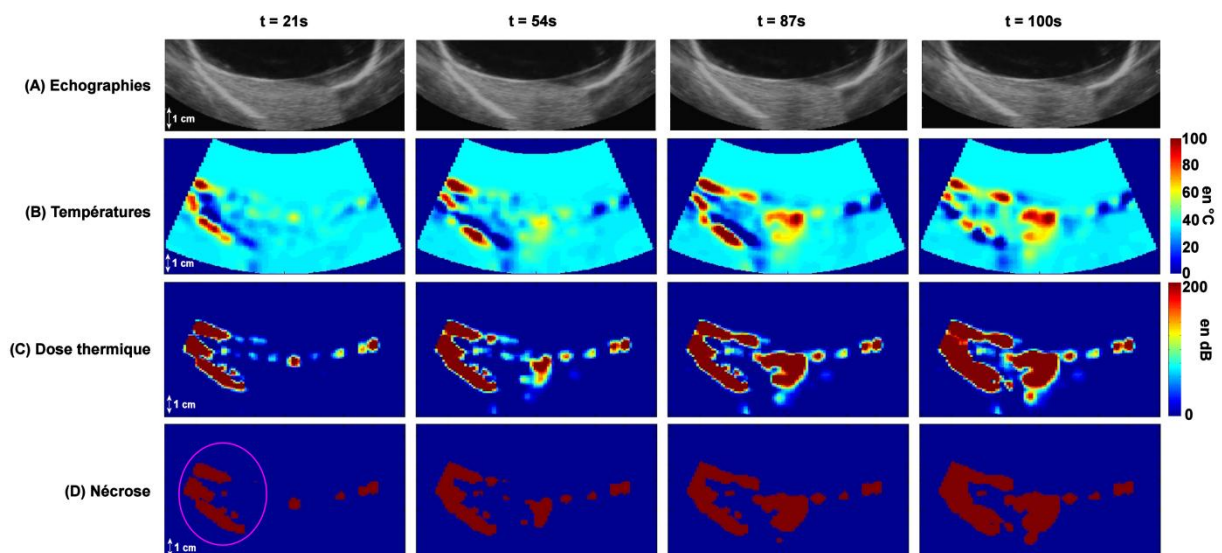 t = 21s
t = 54s
t = 87s
t = 100s
(A) Echographies
1 cm
(B) Températures
1 cm
100
80
60
40
20
0
en °C
(C) Dose thermique
1 cm
200
0
en dB
(D) Nécrose
1 cm